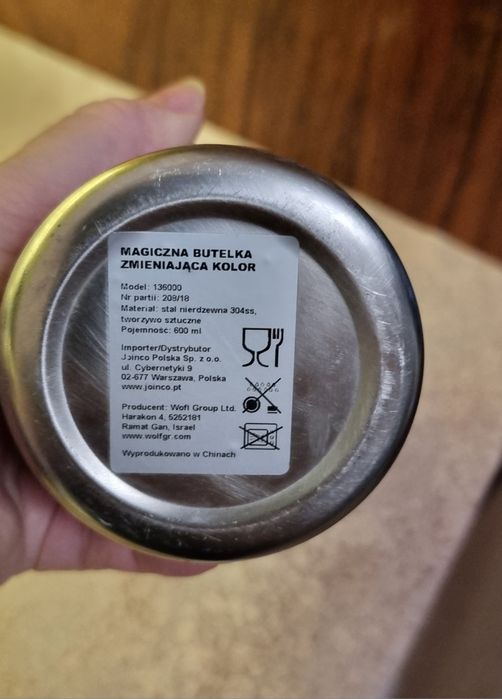 MAGICZNA BUTELKA
ZMIENIAJĄCA KOLOR
Model: 136000
Nr partii: 208/18
Materiał: stal nierdzewna 304ss,
tworzywo sztuczne
Pojemność: 600 ml
Importer/Dystrybutor
Joinco Polska Sp. z o.o.
ul. Cybernetyki 9
02-677 Warszawa, Polska
www.joinco.pt
Producent: Wofl Group Ltd.
Harakon 4, 5252181
Ramat Gan, Israel
www.wolfgr.com
Wyprodukowano w Chinach